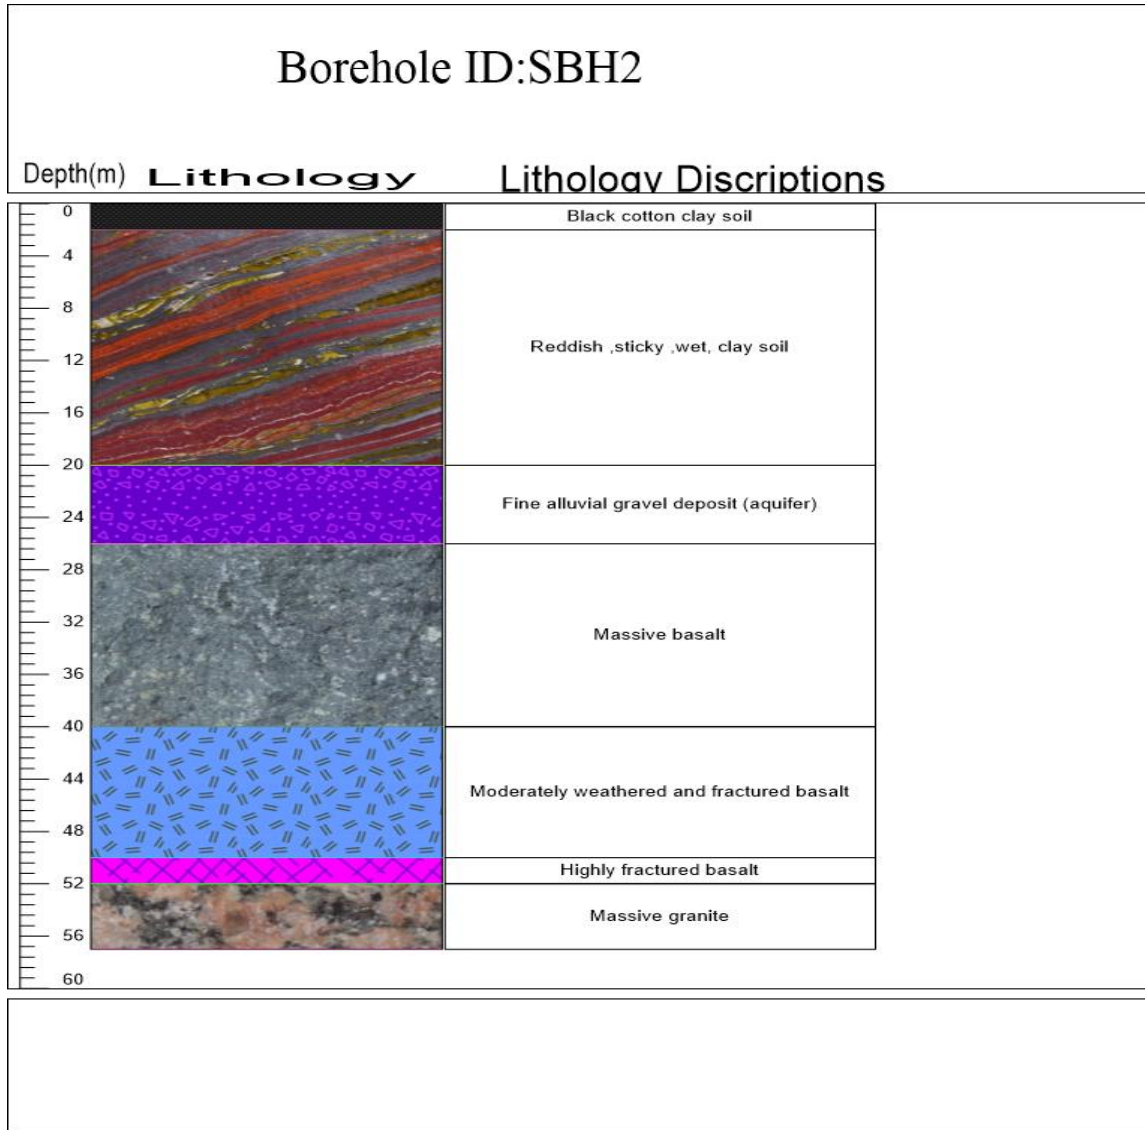 Borehole ID:SBH2
Depth(m) Lithology Lithology Discriptions
0 Black cotton clay soil
4
8
Reddish ,sticky ,wet, clay soil
12
16
20
Fine alluvial gravel deposit (aquifer)
24
28
32
Massive basalt
36
40
44
Moderately weathered and fractured basalt
48
Highly fractured basalt
52
Massive granite
56
60